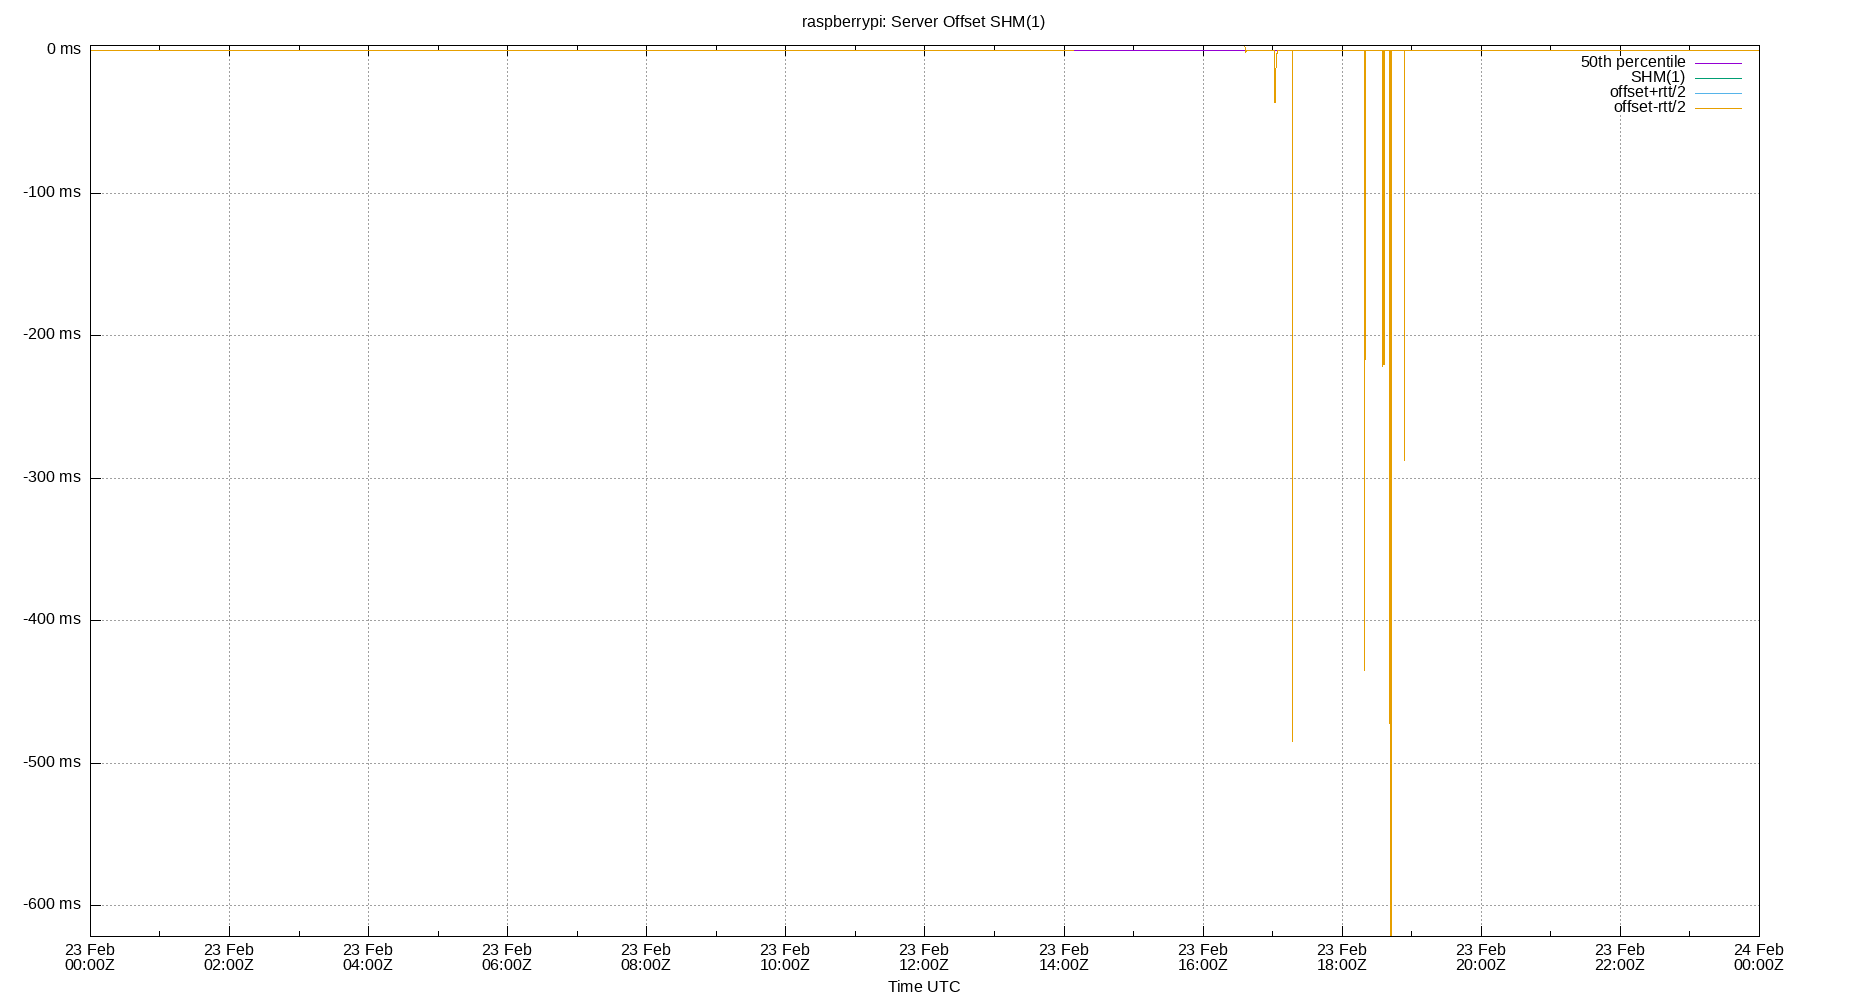 raspberrypi: Server Offset SHM(1)
0 ms
50th percentile
SHM(1)
offset+rtt/2
offset-rtt/2
-100 ms
-200 ms
-300 ms
-400 ms
-500 ms
-600 ms
23 Feb 23 Feb 23 Feb 23 Feb 23 Feb 23 Feb 23 Feb 23 Feb 23 Feb 23 Feb 23 Feb 23 Feb 24 Feb
00:00Z 02:00Z 04:00Z 06:00Z 08:00Z 10:00Z 12:00Z 14:00Z 16:00Z 18:00Z 20:00Z 22:00Z 00:00Z
Time UTC